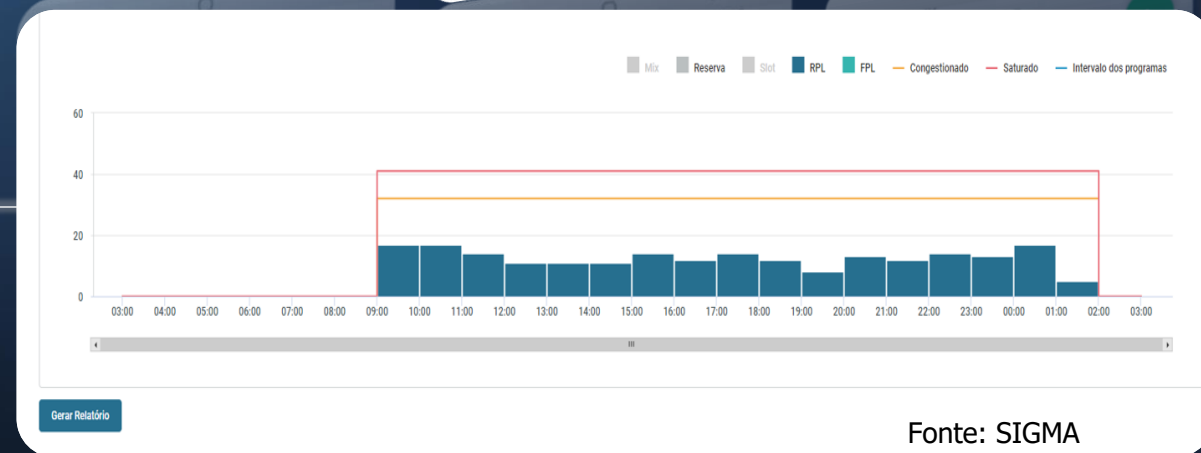 Mix Reserva Slot RPL FPL Congestionado Saturado Intervalo dos programas
60
40
20
0
03:00 04:00 05:00 06:00 07:00 08:00 09:00 10:00 11:00 12:00 13:00 14:00 15:00 16:00 17:00 18:00 19:00 20:00 21:00 22:00 23:00 00:00 01:00 02:00 03:00
Gerar Relatório
Fonte: SIGMA